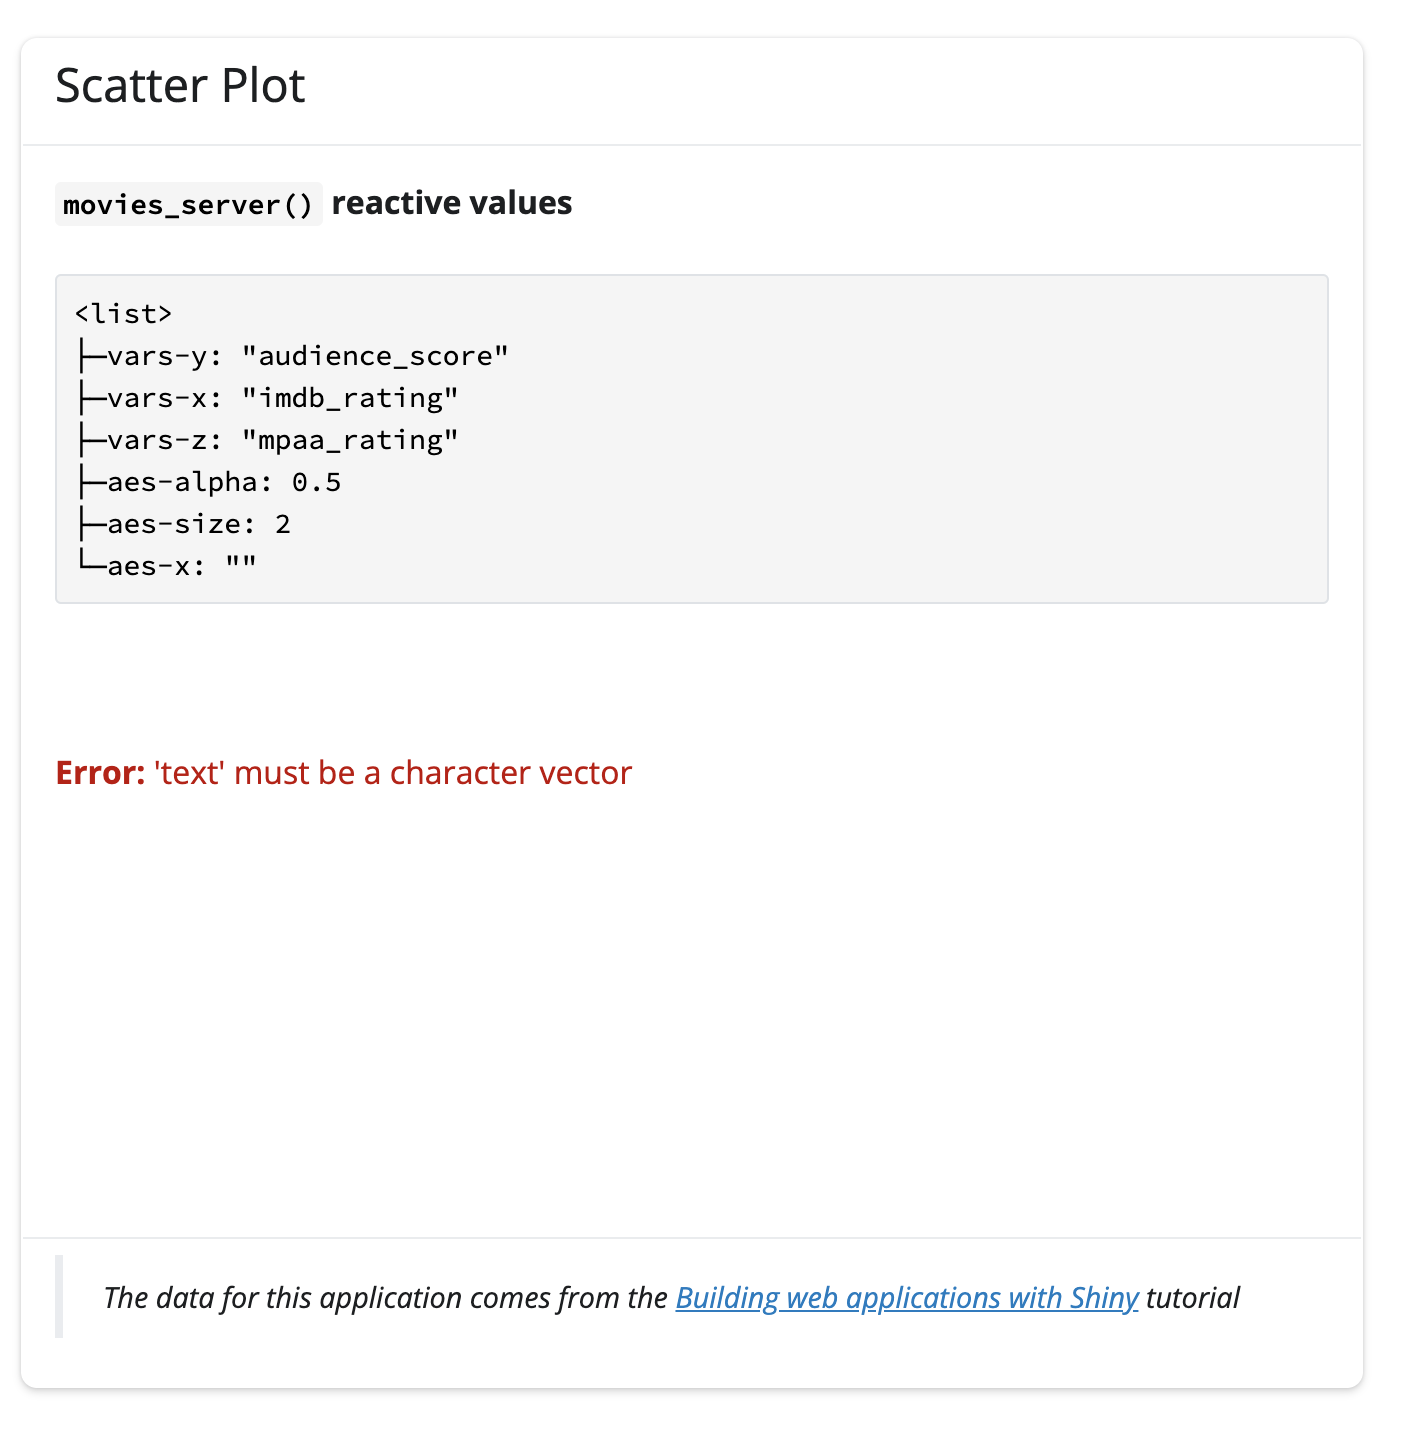 Scatter Plot
movies_server() reactive values
<list>
├─vars-y: "audience_score"
├─vars-x: "imdb_rating"
├─vars-z: "mpaa_rating"
├─aes-alpha: 0.5
├─aes-size: 2
└─aes-x: ""
Error: 'text' must be a character vector
The data for this application comes from the Building web applications with Shiny tutorial